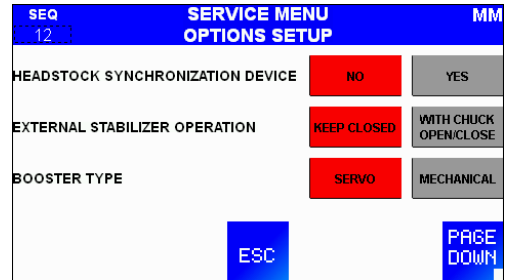 SEQ
SERVICE MENU
MM
12
OPTIONS SETUP
HEADSTOCK SYNCHRONIZATION DEVICE
NO
YES
EXTERNAL STABILIZER OPERATION
KEEP CLOSED
WITH CHUCK
OPEN/CLOSE
BOOSTER TYPE
SERVO
MECHANICAL
ESC
PAGE
DOWN